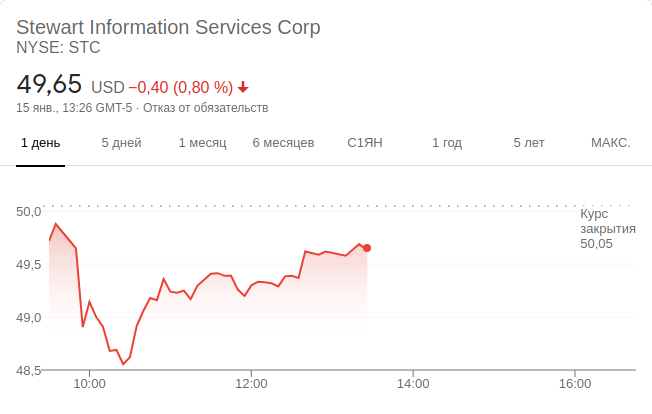 Stewart Information Services Corp
NYSE: STC
49,65 USD −0,40 (0,80 %)
15 янв., 13:26 GMT-5 · Отказ от обязательств
1 день 5 дней 1 месяц 6 месяцев С1ЯН 1 год 5 лет МАКС.
50,0
Курс
закрытия
50,05
49,5
49,0
48,5
10:00 12:00 14:00 16:00